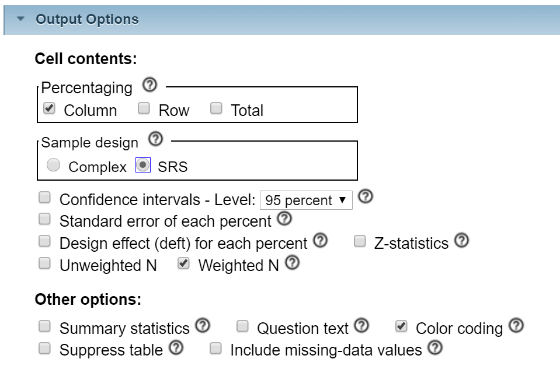 Output Options
Cell contents:
Percentaging ?
Column Row Total
Sample design ?
Complex SRS
Confidence intervals - Level: 95 percent ?
Standard error of each percent ?
Design effect (deft) for each percent ? Z-statistics ?
Unweighted N Weighted N ?
Other options:
Summary statistics ? Question text ? Color coding ?
Suppress table ? Include missing-data values ?